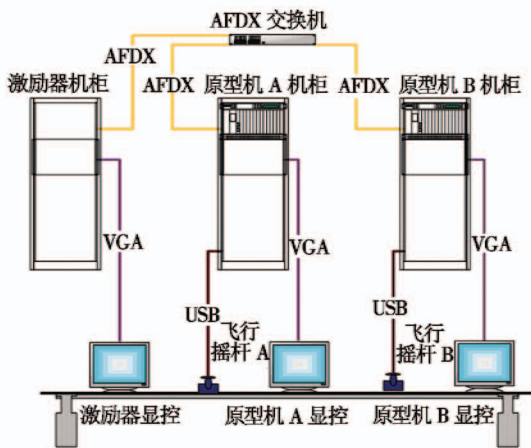 AFDX 交换机
AFDX
激励器机柜
AFDX
原型机 A 机柜
AFDX
原型机 B 机柜
VGA
VGA
VGA
USB
USB
飞行
摇杆 A
飞行
摇杆 B
激励器显控
原型机 A 显控
原型机 B 显控